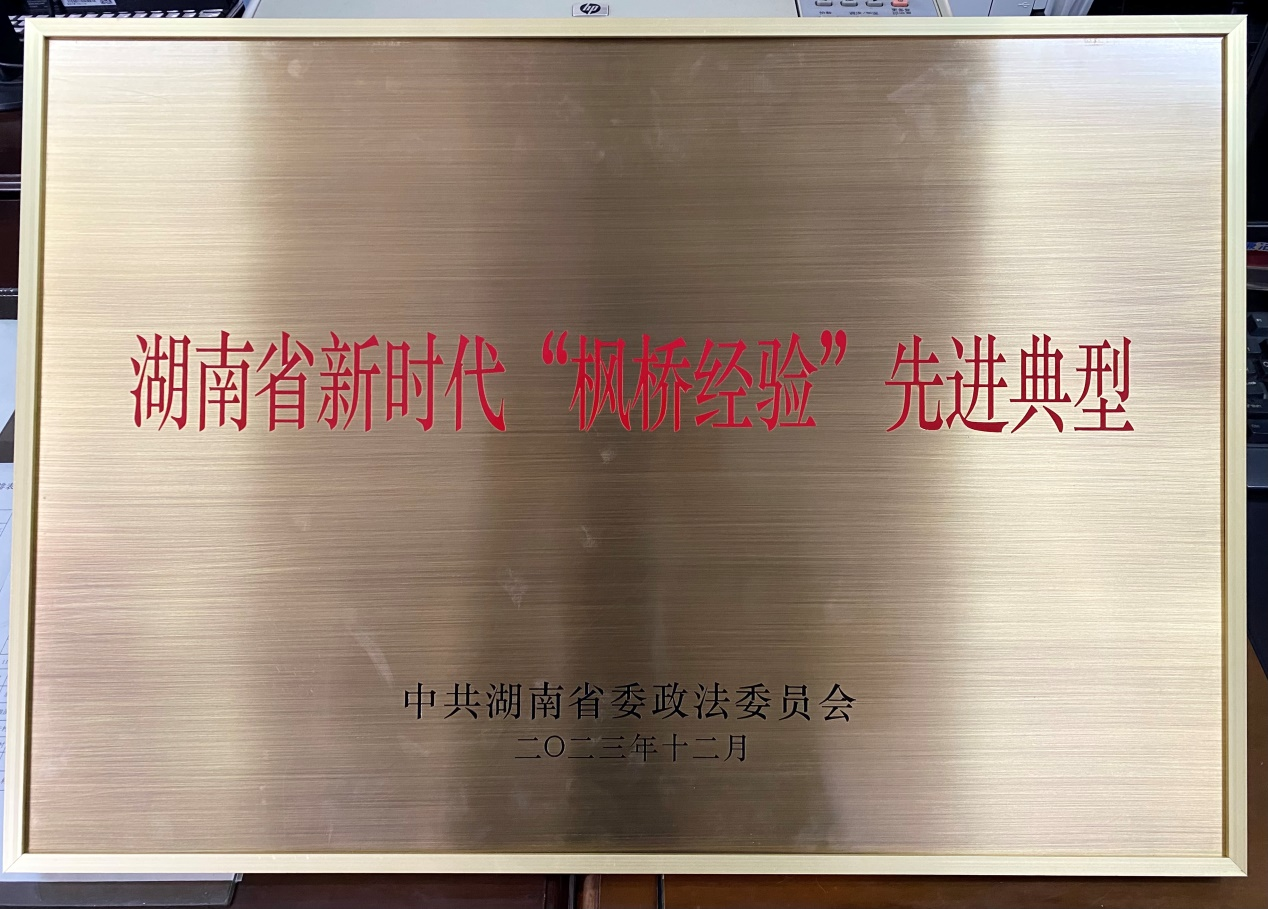 hp
湖南省新时代“枫桥经验”先进典型
中共湖南省委政法委员会
二〇二三年十二月